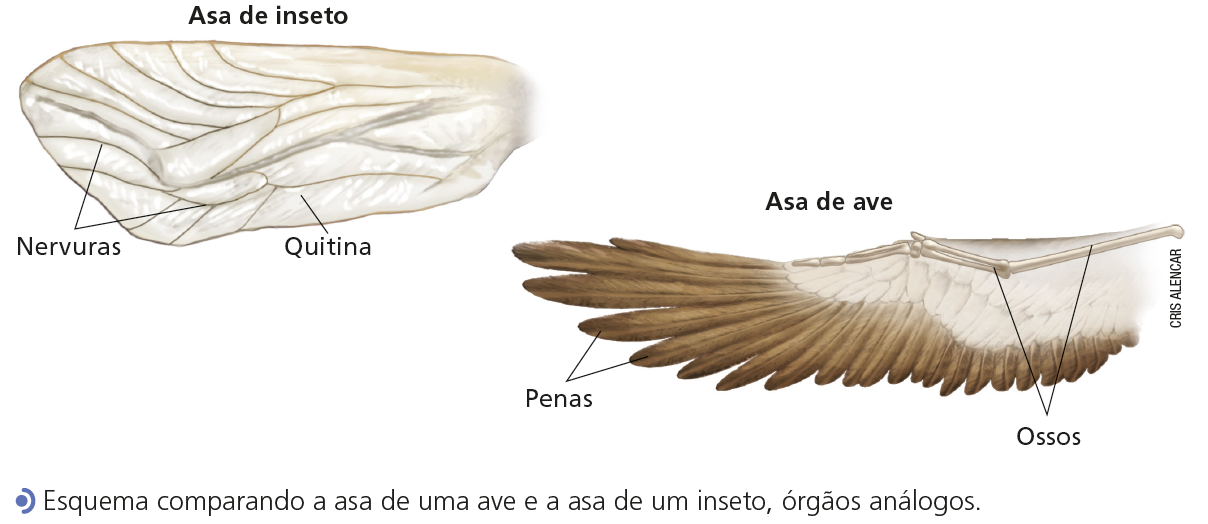 Asa de inseto
Nervuras
Quitina
Asa de ave
CRIS ALENCAR
Penas
Ossos
Esquema comparando a asa de uma ave e a asa de um inseto, órgãos análogos.